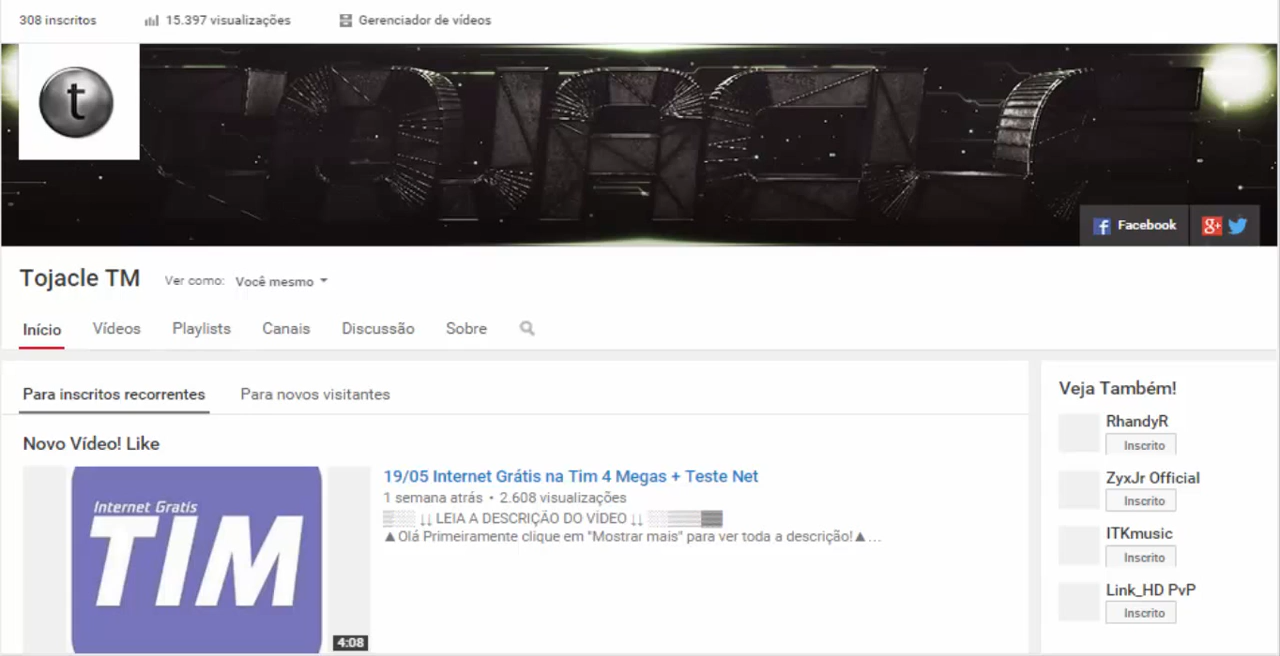 308 inscritos
15.397 visualizações
Gerenciador de vídeos
t
Facebook
Tojacle TM
Ver como: Você mesmo
Início
Vídeos
Playlists
Canais
Discussão
Sobre
Para inscritos recorrentes
Para novos visitantes
Novo Vídeo! Like
Internet Gratis
TIM
4:08
19/05 Internet Grátis na Tim 4 Megas + Teste Net
1 semana atrás • 2.608 visualizações
▒░░ ↓↓ LEIA A DESCRIÇÃO DO VÍDEO ↓↓ ░░▒▒▒▓
▲Olá Primeiramente clique em "Mostrar mais" para ver toda a descrição!▲...
Veja Também!
RhandyR
Inscrito
ZyxJr Official
Inscrito
ITKmusic
Inscrito
Link_HD PvP
Inscrito